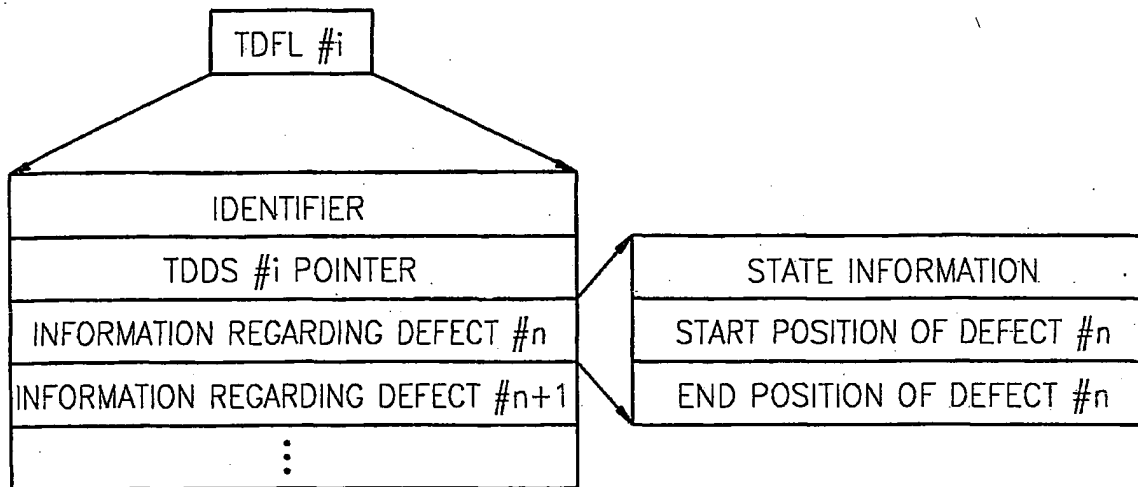 TDFL #i
IDENTIFIER
TDDS #i POINTER
INFORMATION REGARDING DEFECT #n
INFORMATION REGARDING DEFECT #n+1
⋮
STATE INFORMATION
START POSITION OF DEFECT #n
END POSITION OF DEFECT #n